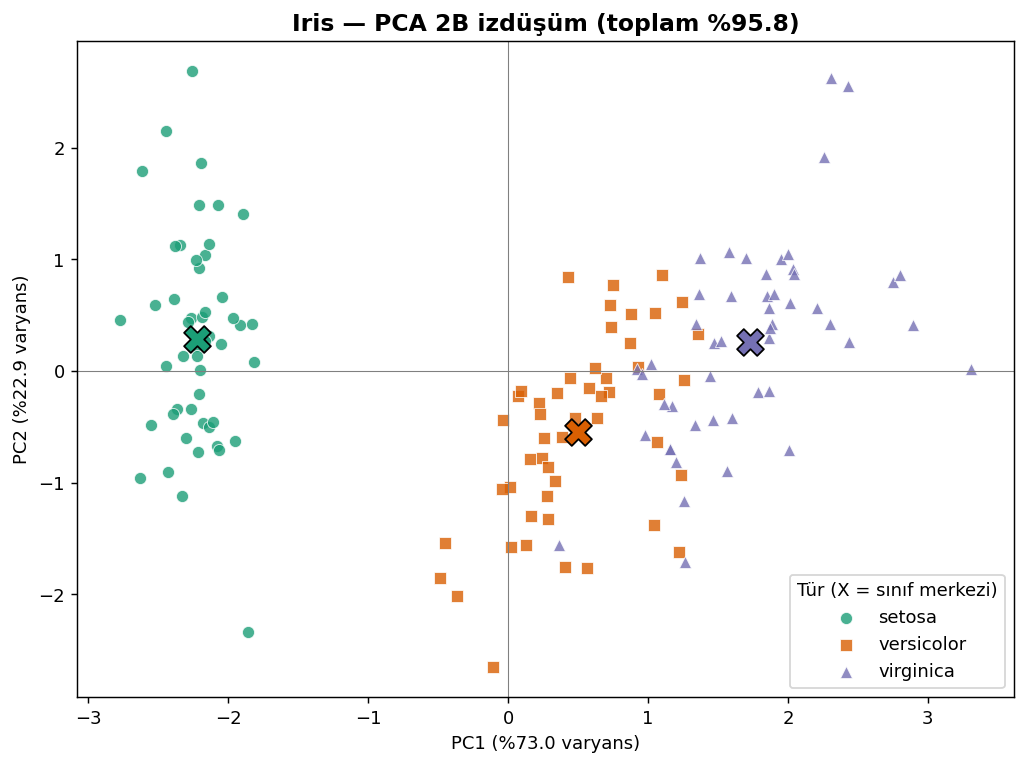 Iris — PCA 2B izdüşüm (toplam %95.8)
PC2 (%22.9 varyans)
2
1
0
−1
−2
−3
−2
−1
0
1
2
3
PC1 (%73.0 varyans)
Tür (X = sınıf merkezi)
setosa
versicolor
virginica